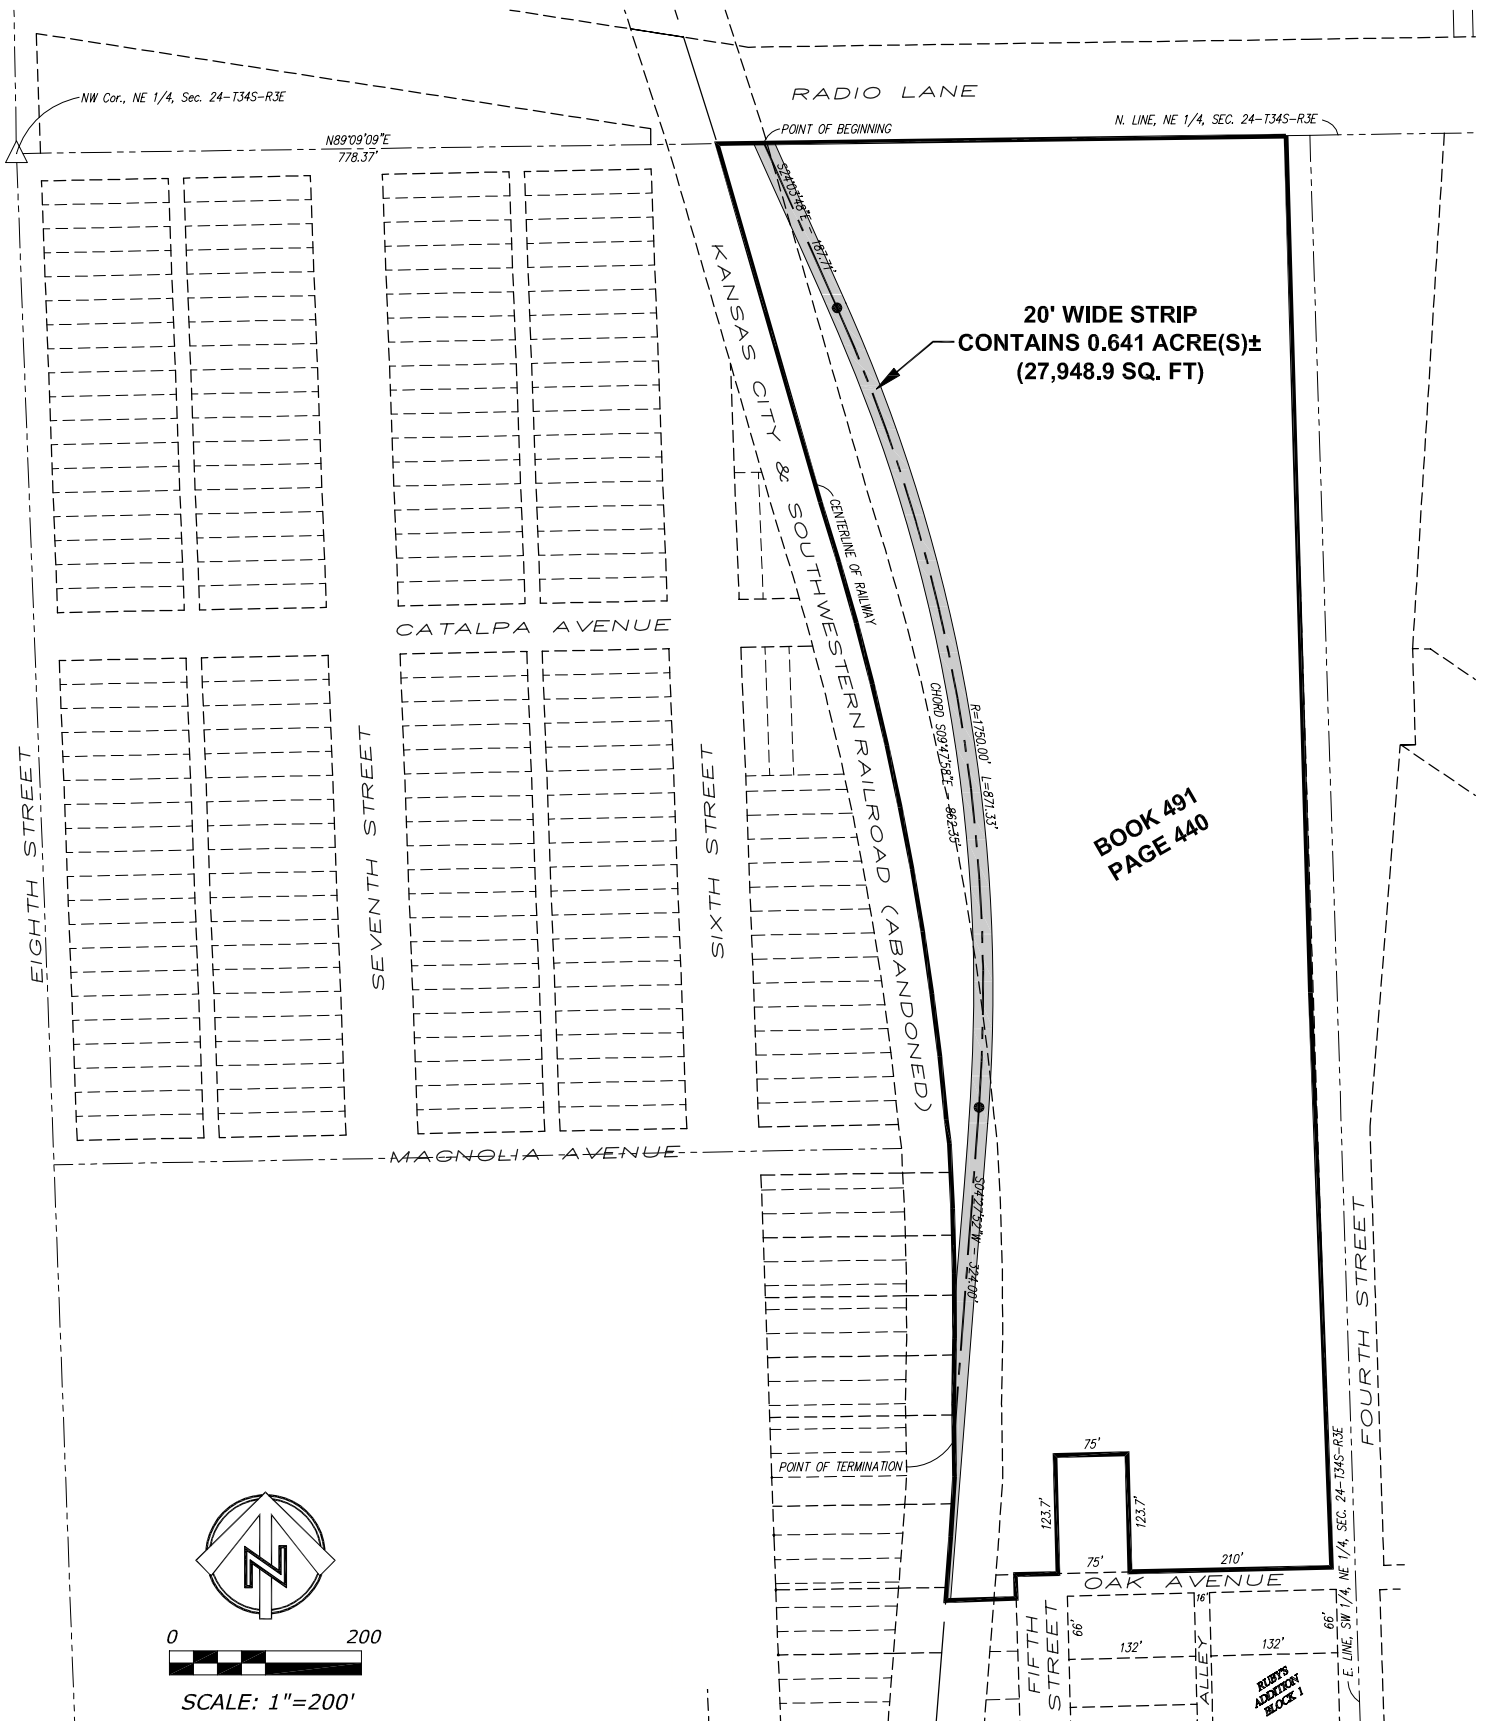 RADIO LANE
NW Cor., NE 1/4, Sec. 24-T34S-R3E
POINT OF BEGINNING
N. LINE, NE 1/4, SEC. 24-T34S-R3E
N89°09'09"E
778.37'
S24°03'48"E - 187.71'
20' WIDE STRIP
CONTAINS 0.641 ACRE(S)±
(27,948.9 SQ. FT)
KANSAS CITY & SOUTHWESTERN RAILROAD (ABANDONED)
CENTERLINE OF RAILWAY
CATALPA AVENUE
CHORD S09°47'58"E - 862.35'
R=1750.00' L=871.33'
BOOK 491
PAGE 440
EIGHTH STREET
SEVENTH STREET
SIXTH STREET
MAGNOLIA AVENUE
S04°27'52"W - 324.00'
FOURTH STREET
POINT OF TERMINATION
75'
123.7'
123.7'
75'
210'
OAK AVENUE
E. LINE, SW 1/4, NE 1/4, SEC. 24-T34S-R3E
FIFTH
STREET
66'
16'
66'
132'
132'
ALLEY
RUBY'S
ADDITION
BLOCK 1
N
0 200
SCALE: 1"=200'